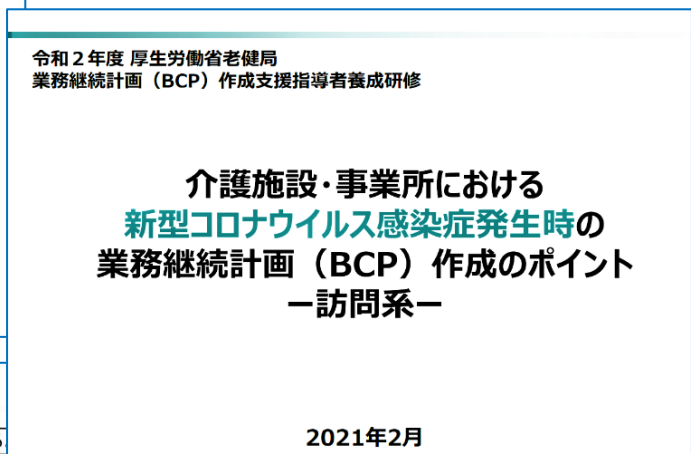 令和２年度 厚生労働省老健局
業務継続計画（BCP）作成支援指導者養成研修
介護施設・事業所における
新型コロナウイルス感染症発生時の
業務継続計画（BCP）作成のポイント
ー訪問系ー
2021年2月